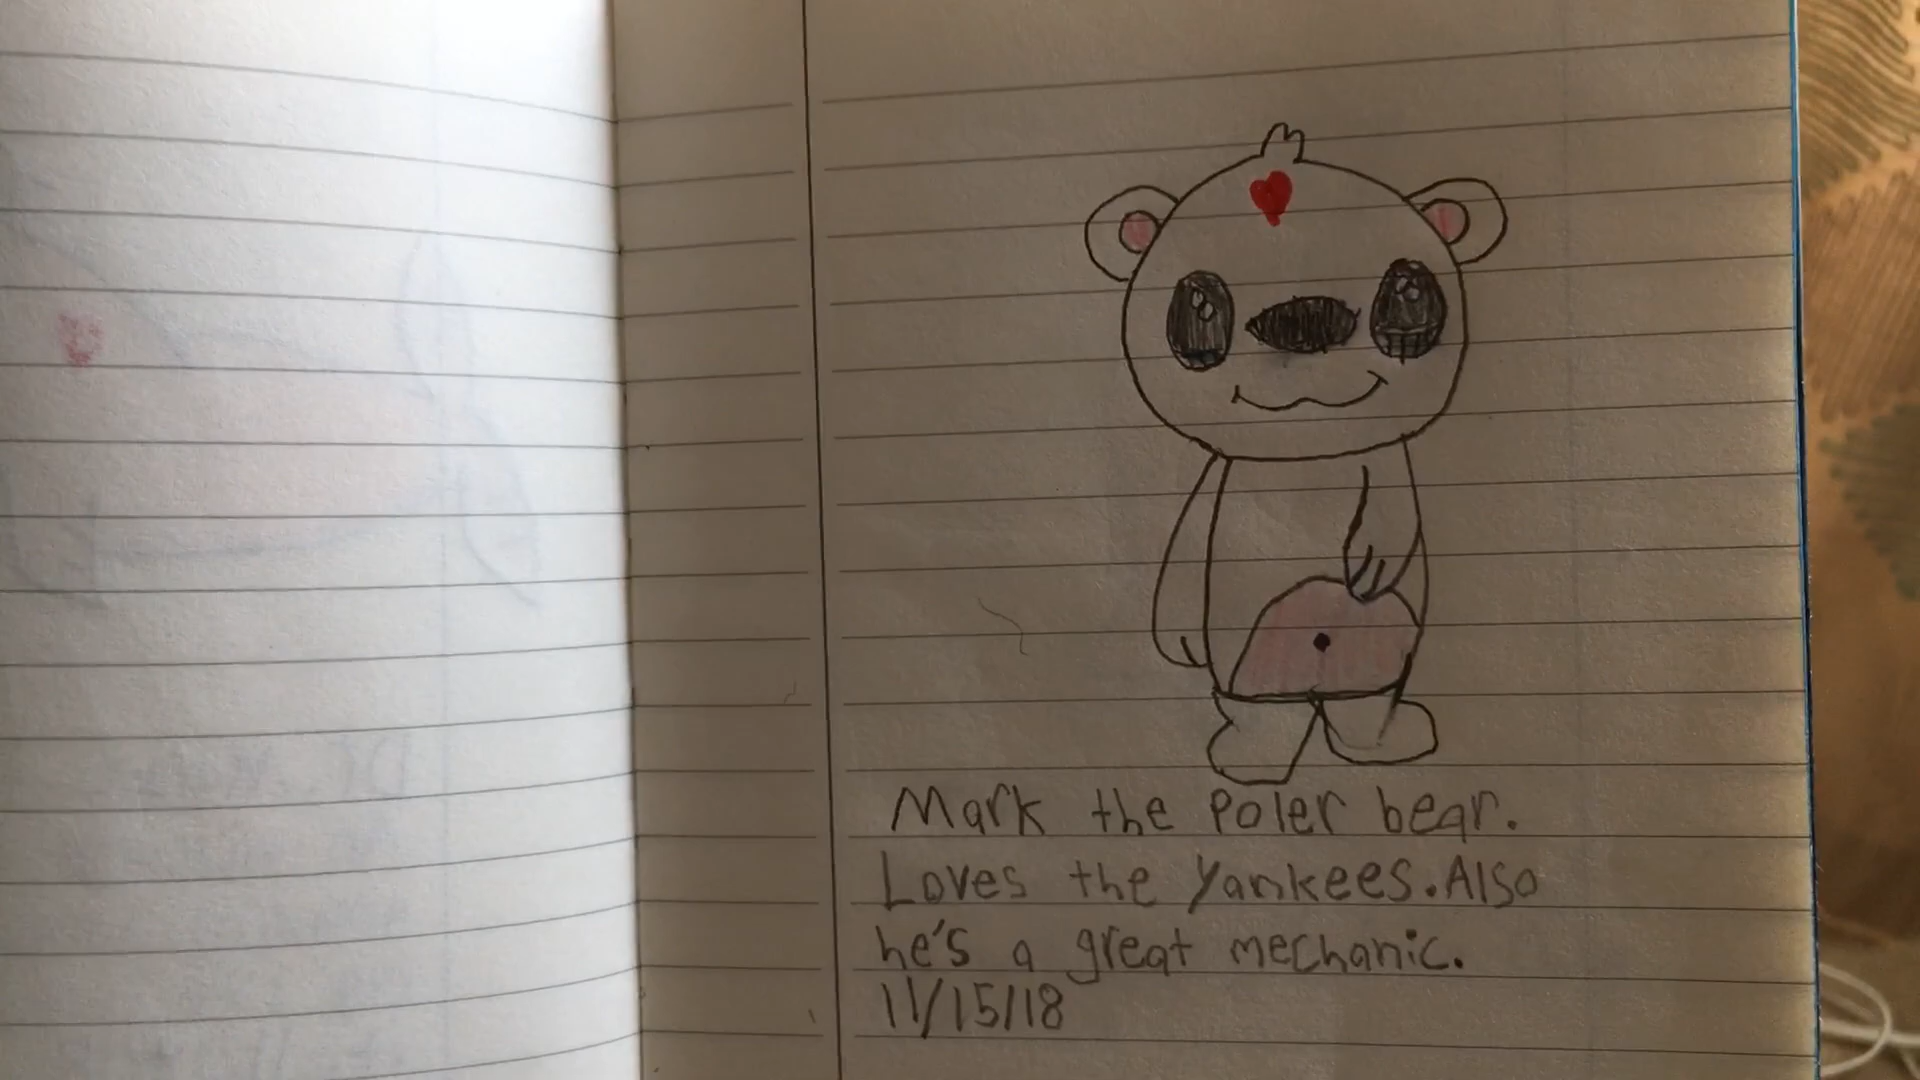 Mark the Poler bear.
Loves the Yankees. Also
he's a great mechanic.
11/15/18